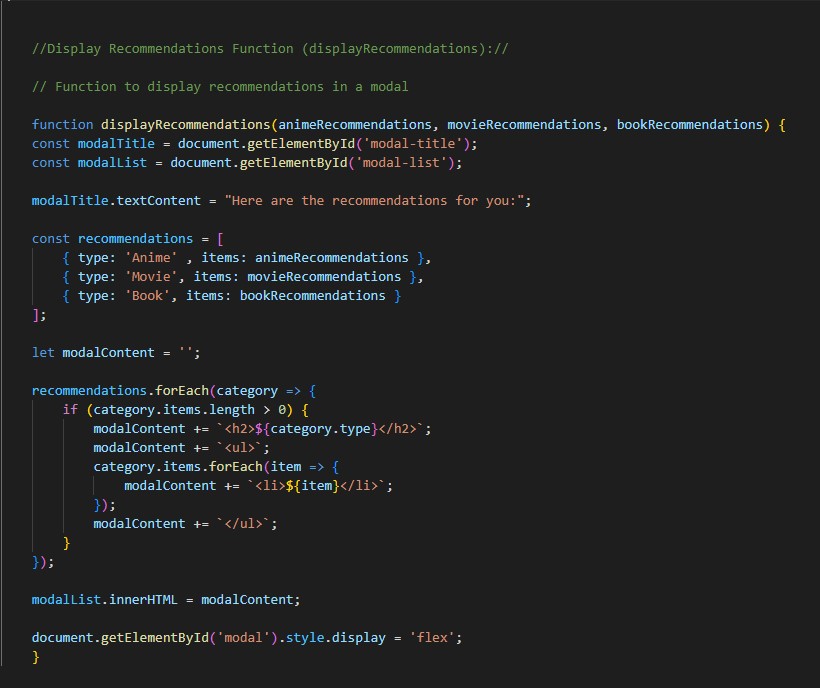 //Display Recommendations Function (displayRecommendations)://
// Function to display recommendations in a modal
function displayRecommendations(animeRecommendations, movieRecommendations, bookRecommendations) {
const modalTitle = document.getElementById('modal-title');
const modalList = document.getElementById('modal-list');
modalTitle.textContent = "Here are the recommendations for you:";
const recommendations = [
    { type: 'Anime' , items: animeRecommendations },
    { type: 'Movie', items: movieRecommendations },
    { type: 'Book', items: bookRecommendations }
];
let modalContent = '';
recommendations.forEach(category => {
    if (category.items.length > 0) {
        modalContent += `<h2>${category.type}</h2>`;
        modalContent += `<ul>`;
        category.items.forEach(item => {
            modalContent += `<li>${item}</li>`;
        });
        modalContent += `</ul>`;
    }
});
modalList.innerHTML = modalContent;
document.getElementById('modal').style.display = 'flex';
}